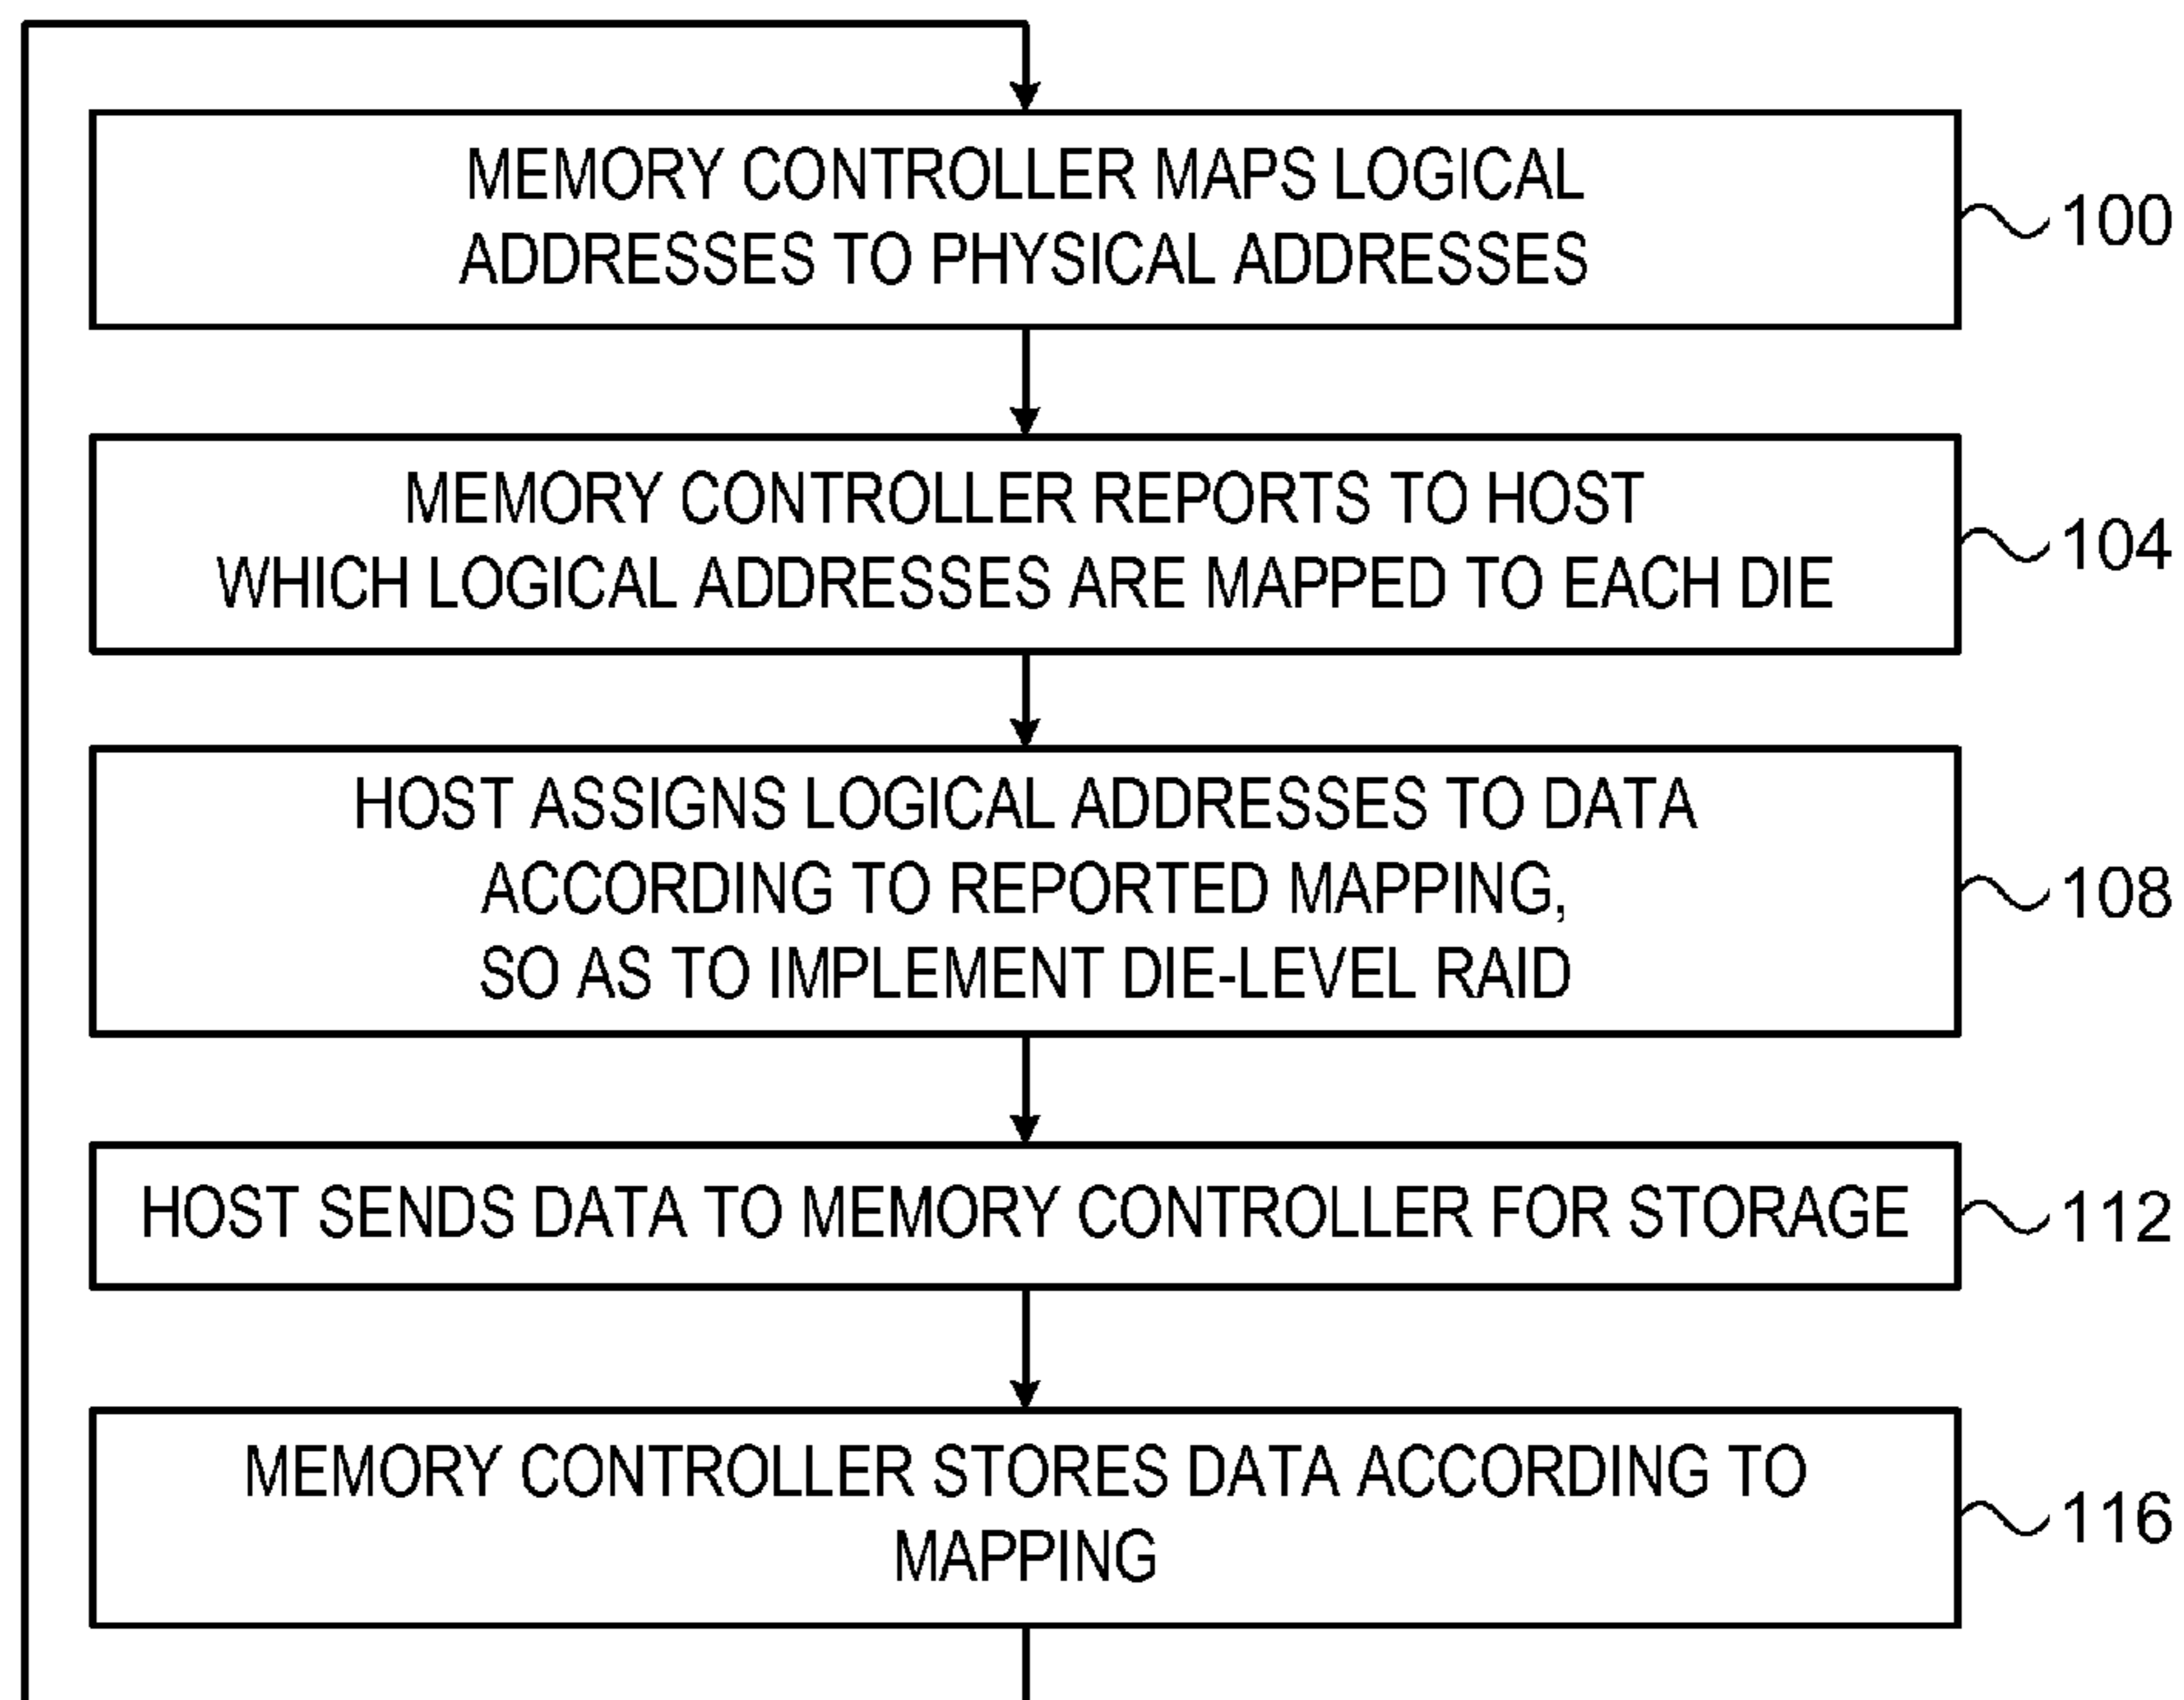 MEMORY CONTROLLER MAPS LOGICAL
ADDRESSES TO PHYSICAL ADDRESSES
100
MEMORY CONTROLLER REPORTS TO HOST
WHICH LOGICAL ADDRESSES ARE MAPPED TO EACH DIE
104
HOST ASSIGNS LOGICAL ADDRESSES TO DATA
ACCORDING TO REPORTED MAPPING,
SO AS TO IMPLEMENT DIE-LEVEL RAID
108
HOST SENDS DATA TO MEMORY CONTROLLER FOR STORAGE
112
MEMORY CONTROLLER STORES DATA ACCORDING TO
MAPPING
116